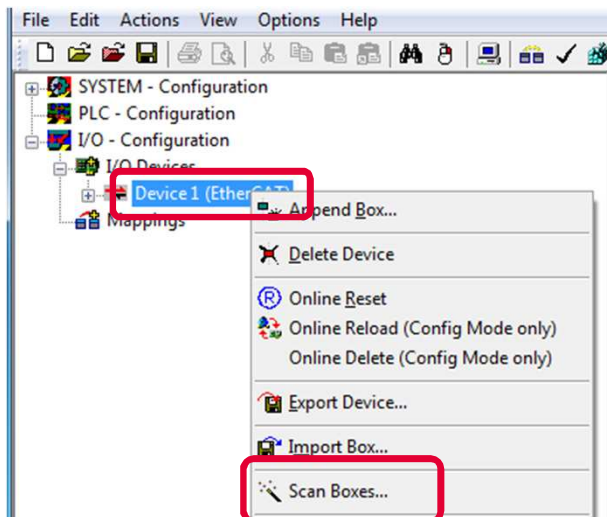 File Edit Actions View Options Help
SYSTEM - Configuration
PLC - Configuration
I/O - Configuration
I/O Devices
Device 1 (EtherCAT)
Mappings
Append Box...
Delete Device
Online Reset
Online Reload (Config Mode only)
Online Delete (Config Mode only)
Export Device...
Import Box...
Scan Boxes...